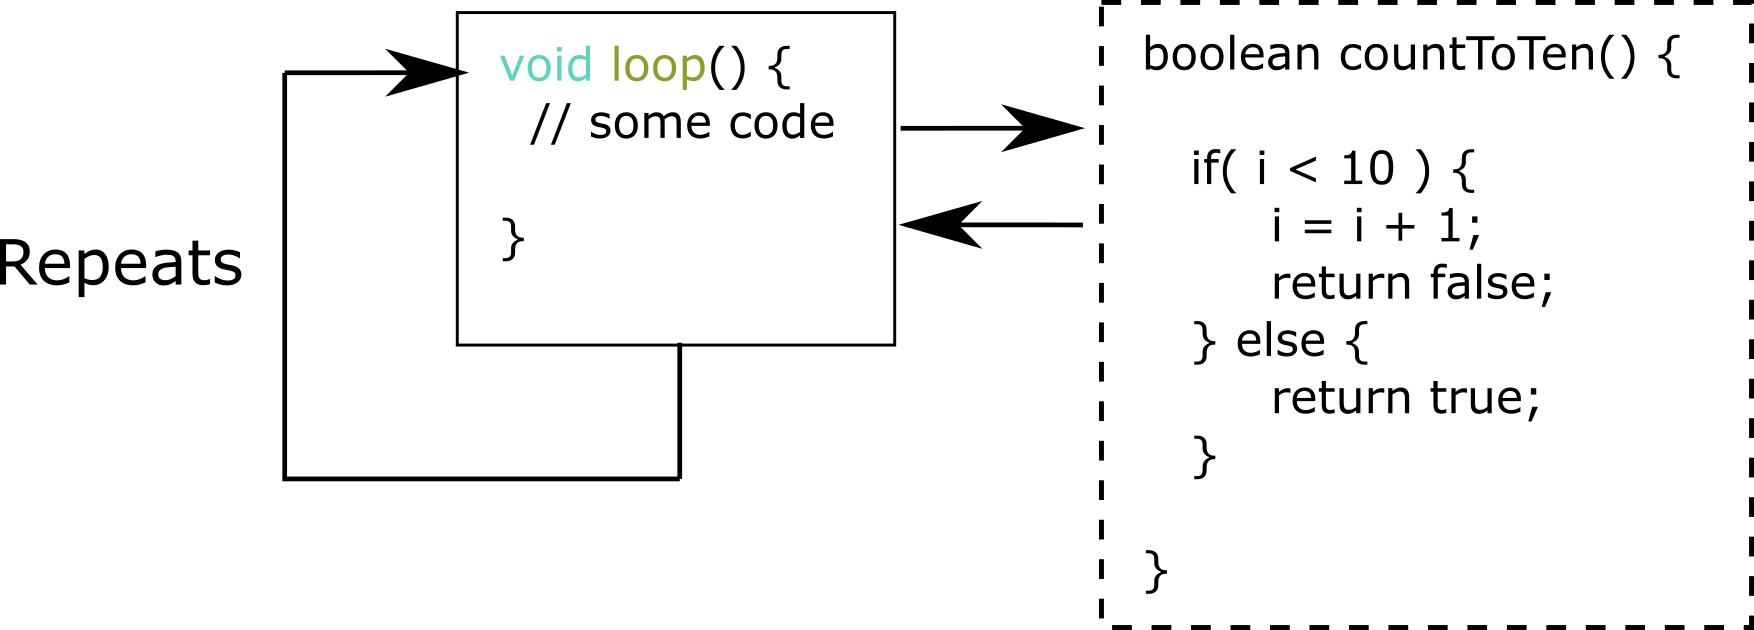 Repeats
void loop() {
// some code
}
boolean countToTen() {
if( i < 10 ) {
i = i + 1;
return false;
} else {
return true;
}
}